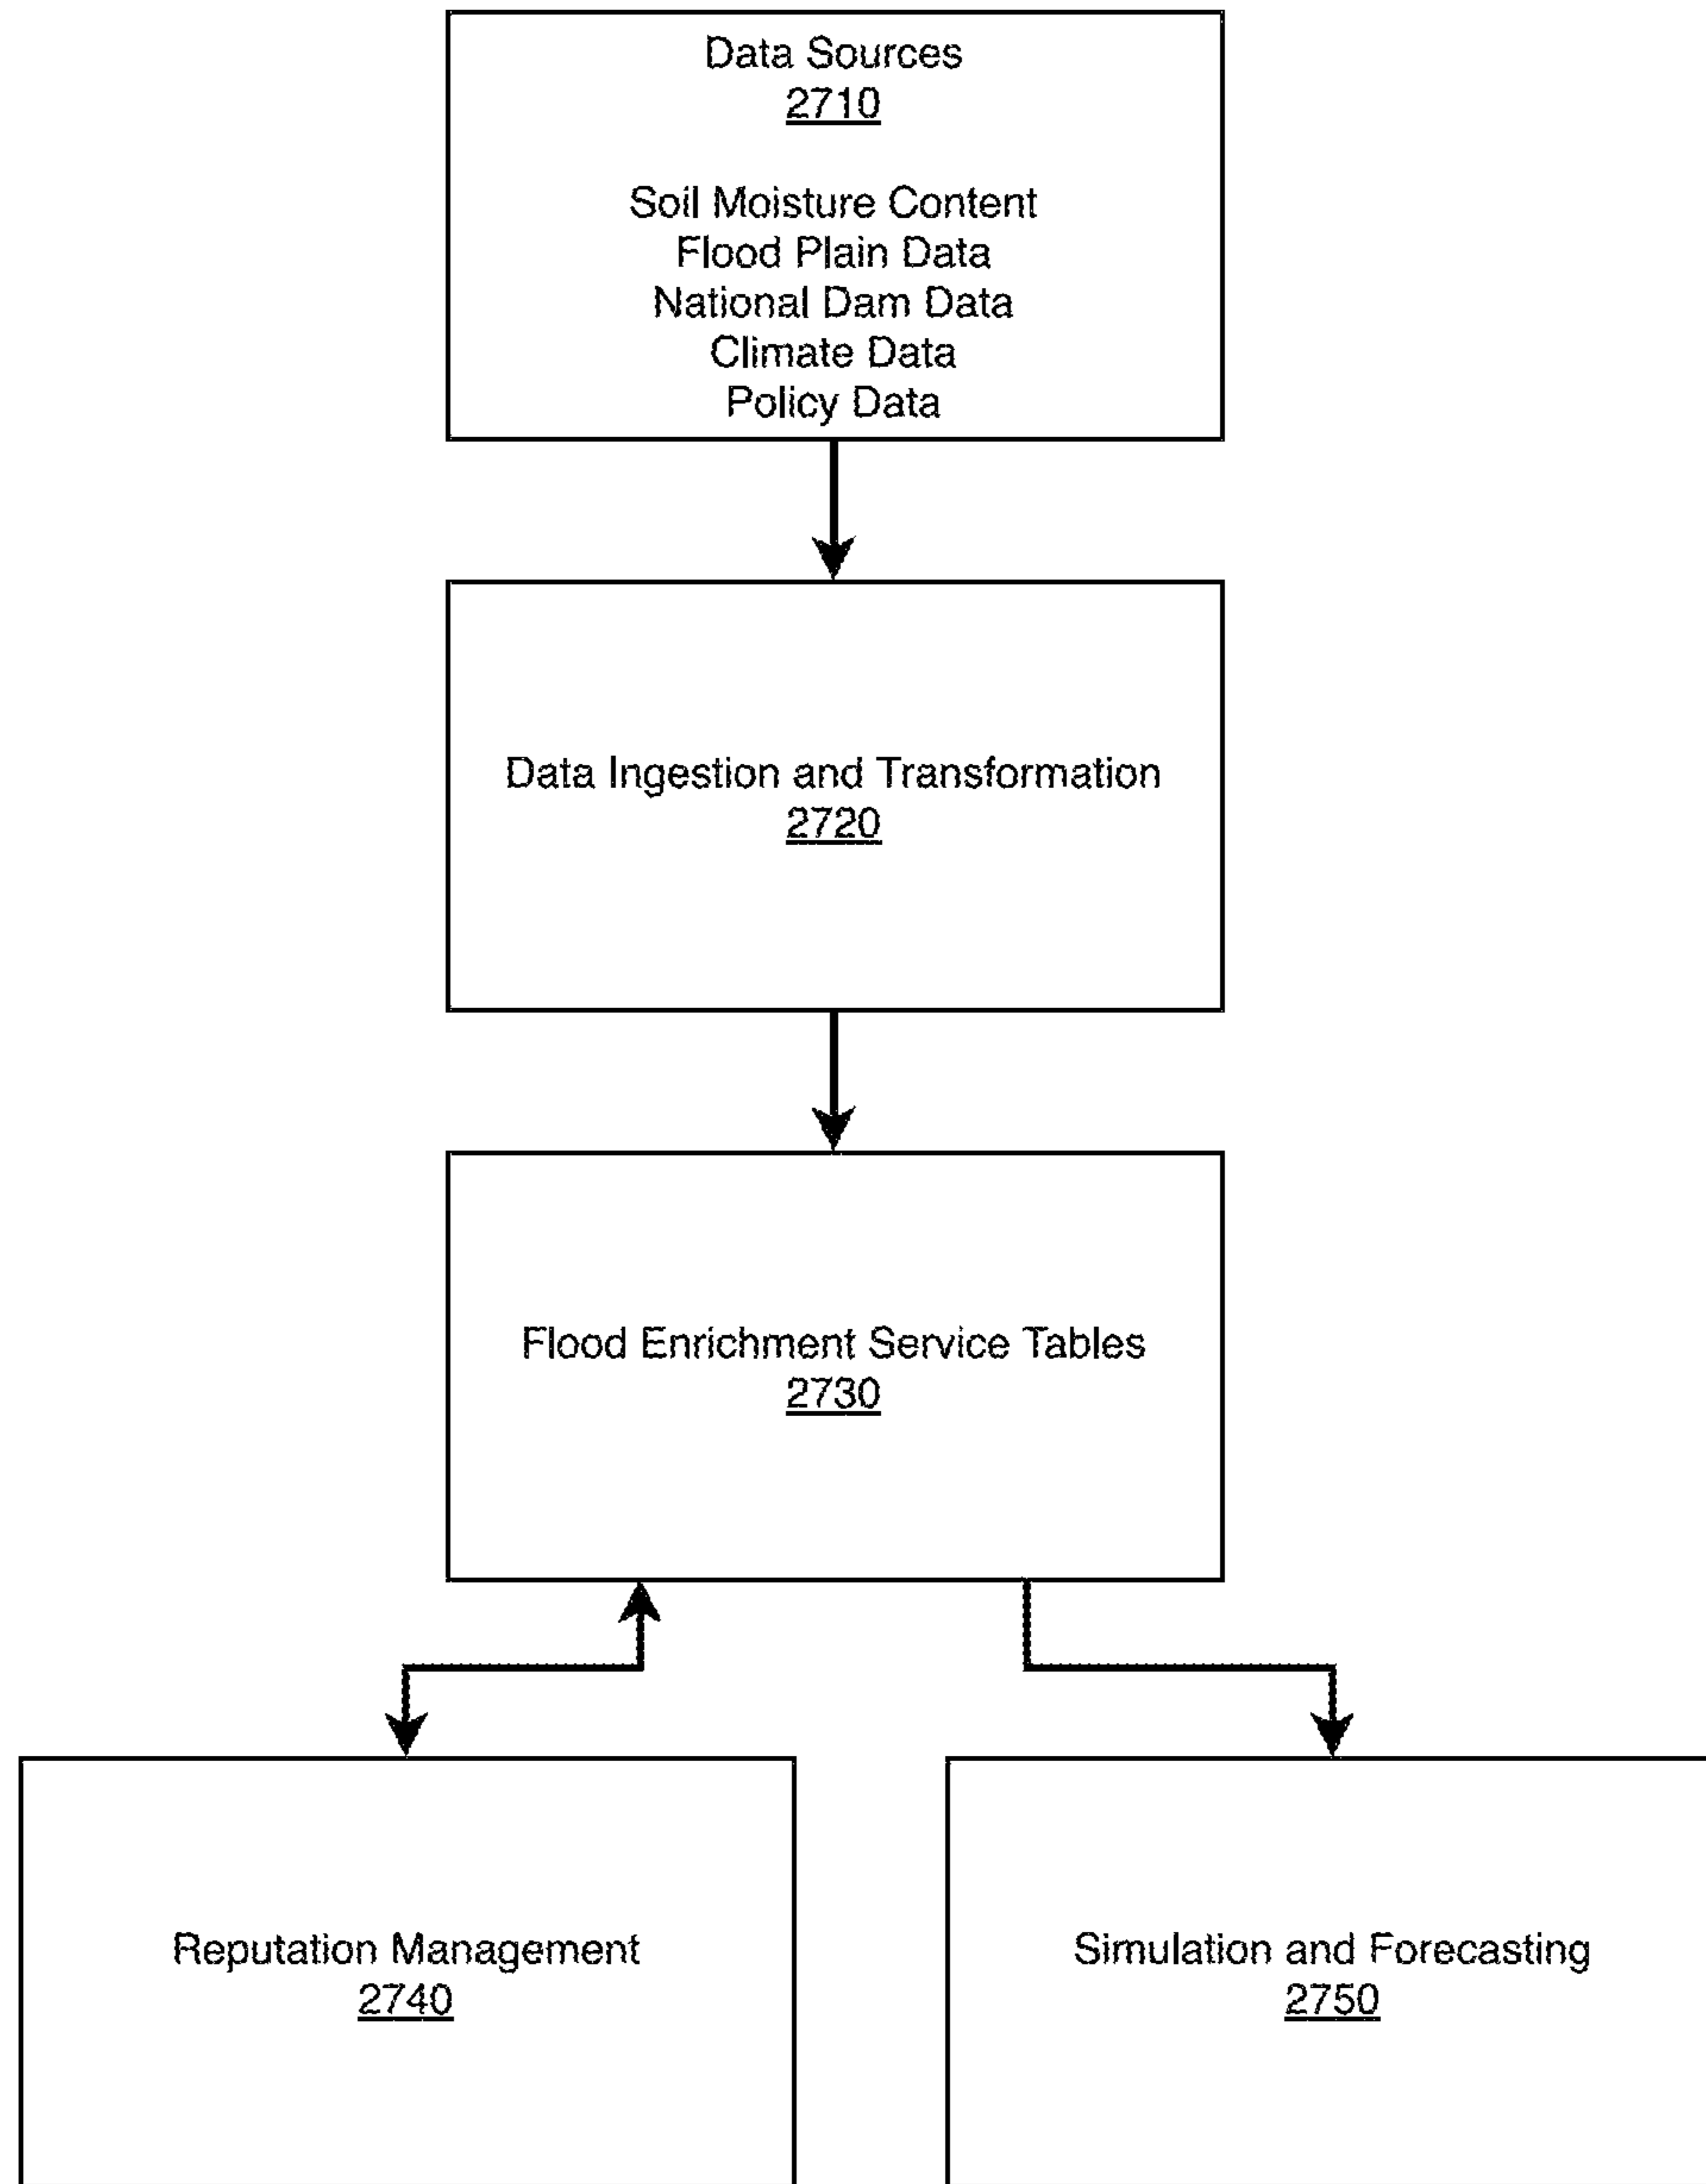 Data Sources
2710
Soil Moisture Content
Flood Plain Data
National Dam Data
Climate Data
Policy Data
Data Ingestion and Transformation
2720
Flood Enrichment Service Tables
2730
Reputation Management
2740
Simulation and Forecasting
2750